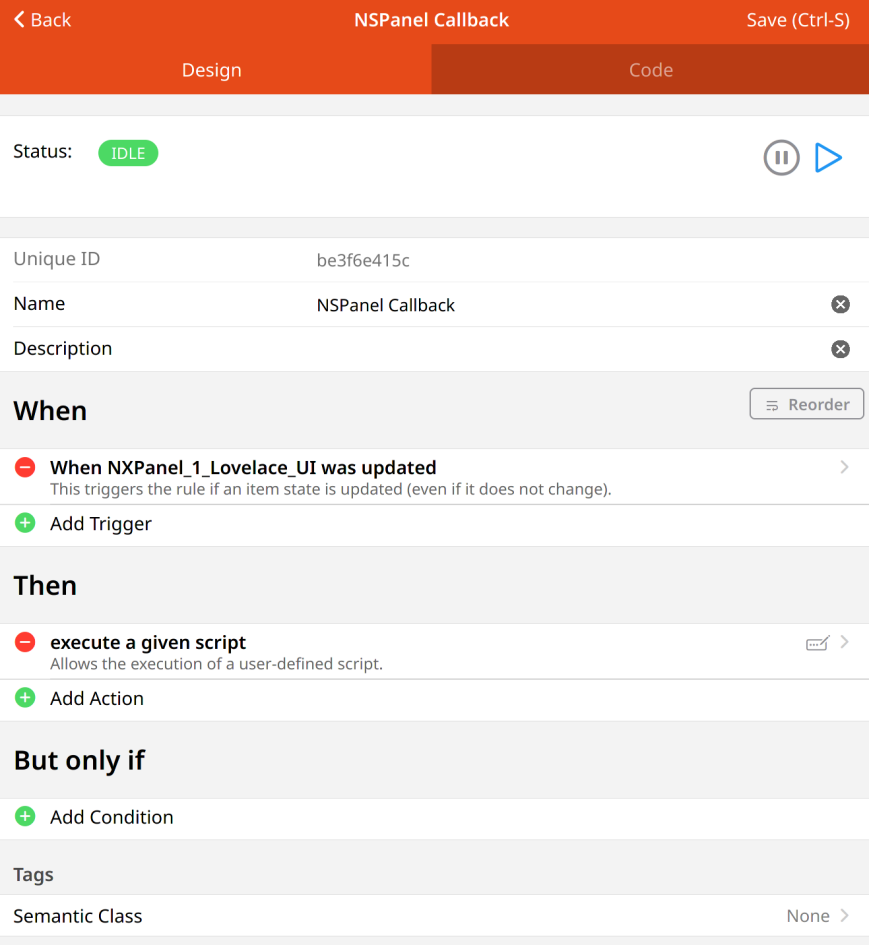 Back
NSPanel Callback
Save (Ctrl-S)
Design
Code
Status:
IDLE
Unique ID
be3f6e415c
Name
NSPanel Callback
Description
When
Reorder
When NXPanel_1_Lovelace_UI was updated
This triggers the rule if an item state is updated (even if it does not change).
Add Trigger
Then
execute a given script
Allows the execution of a user-defined script.
Add Action
But only if
Add Condition
Tags
Semantic Class
None